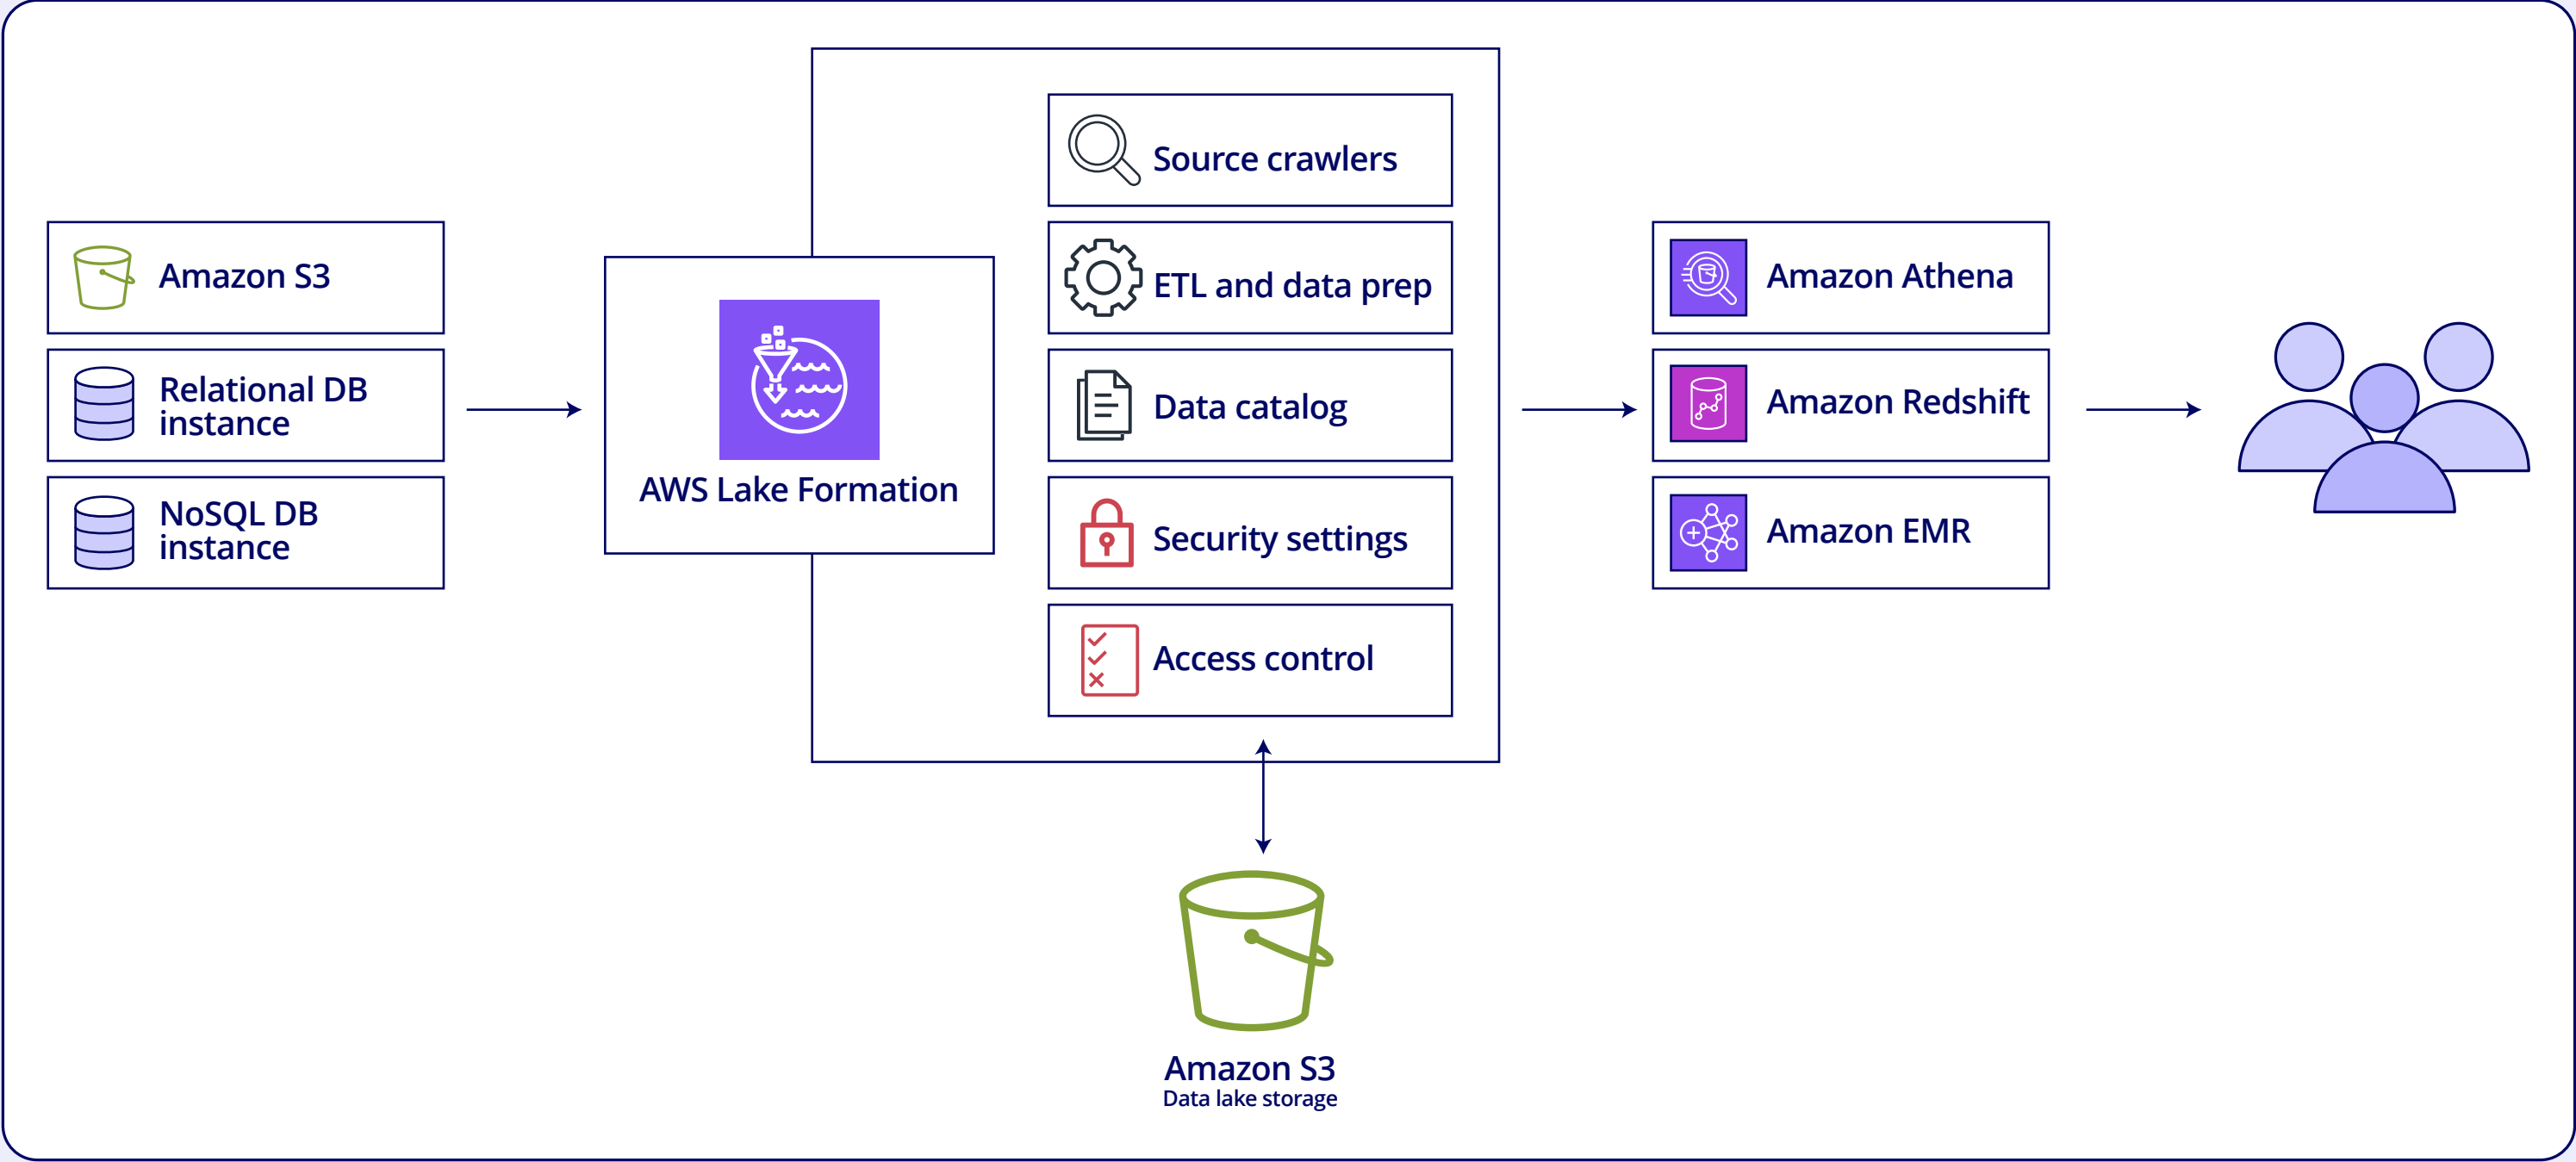 Amazon S3
Relational DB
instance
NoSQL DB
instance
AWS Lake Formation
Source crawlers
ETL and data prep
Data catalog
Security settings
Access control
Amazon Athena
Amazon Redshift
Amazon EMR
Amazon S3
Data lake storage